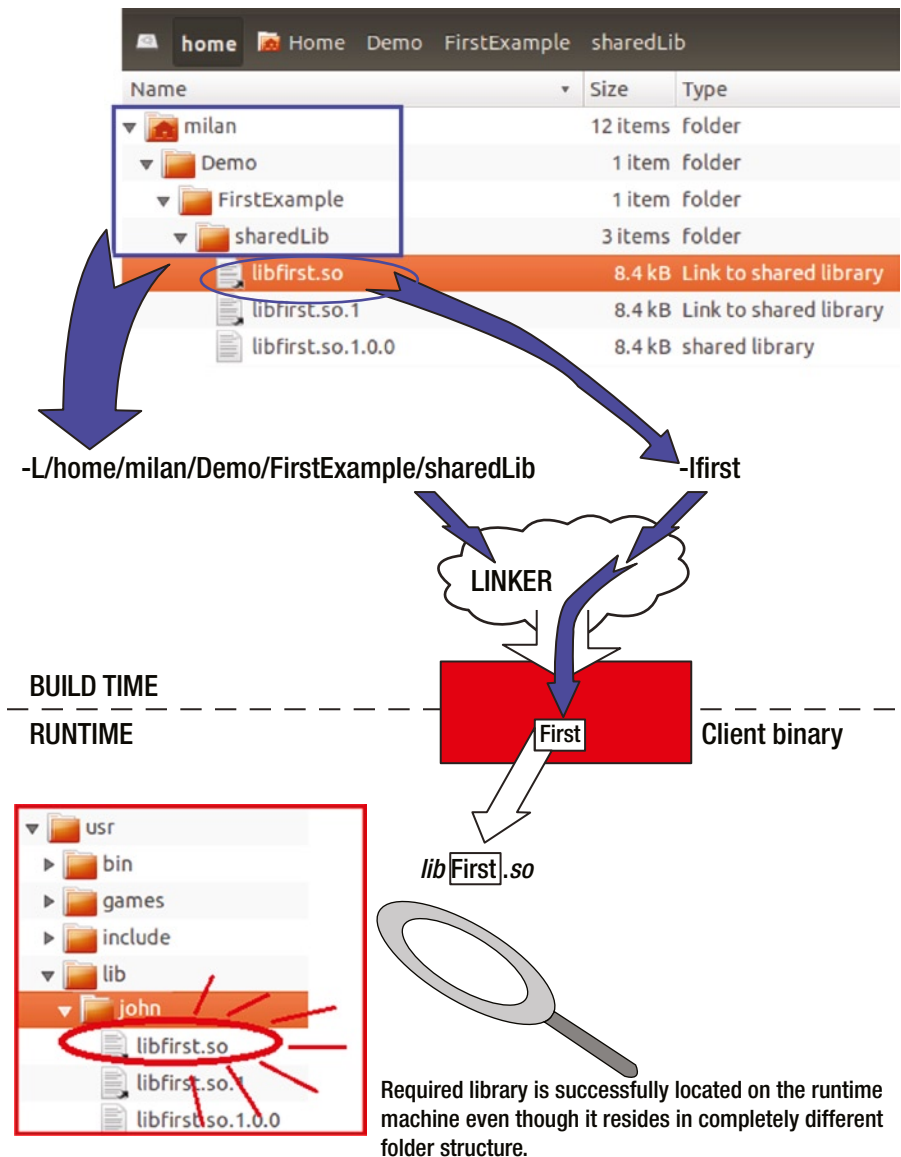 home Home Demo FirstExample sharedLib
Name Size Type
milan 12 items folder
Demo 1 item folder
FirstExample 1 item folder
sharedLib 3 items folder
libfirst.so 8.4 kB Link to shared library
libfirst.so.1 8.4 kB Link to shared library
libfirst.so.1.0.0 8.4 kB shared library
-L/home/milan/Demo/FirstExample/sharedLib -lfirst
LINKER
BUILD TIME
RUNTIME
First
Client binary
lib First .so
usr
bin
games
include
lib
john
libfirst.so
libfirst.so.1
libfirst.so.1.0.0
Required library is successfully located on the runtime
machine even though it resides in completely different
folder structure.